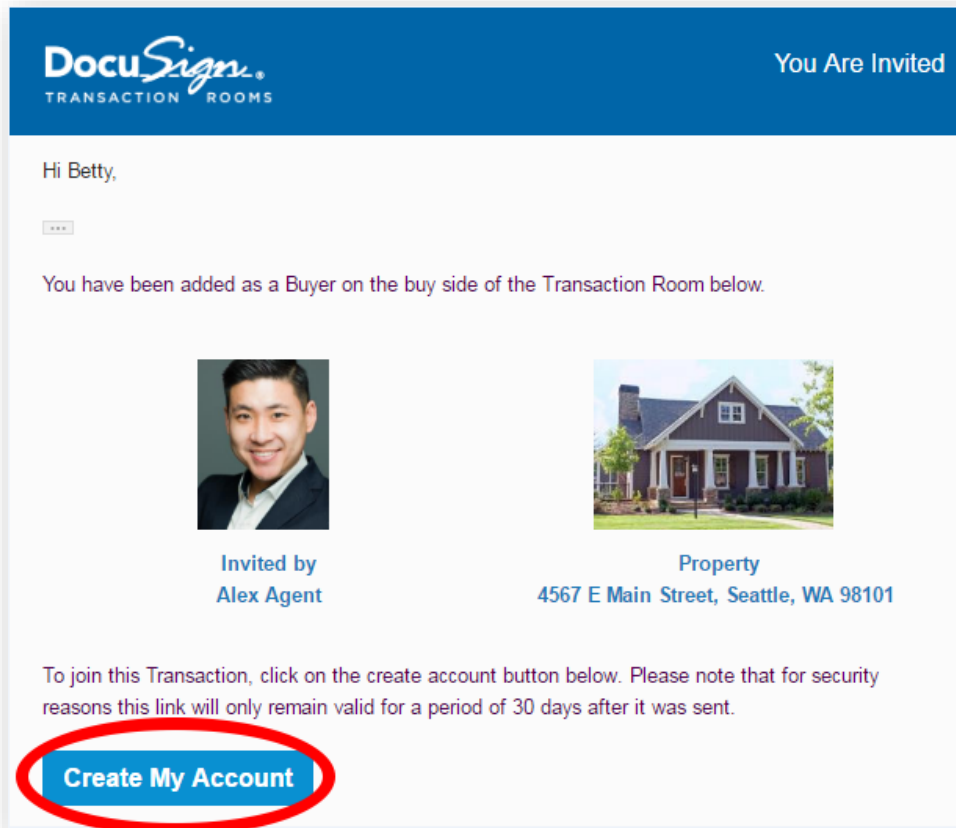 DocuSign®
TRANSACTION ROOMS
You Are Invited
Hi Betty,
•••
You have been added as a Buyer on the buy side of the Transaction Room below.
Invited by
Alex Agent
Property
4567 E Main Street, Seattle, WA 98101
To join this Transaction, click on the create account button below. Please note that for security
reasons this link will only remain valid for a period of 30 days after it was sent.
Create My Account